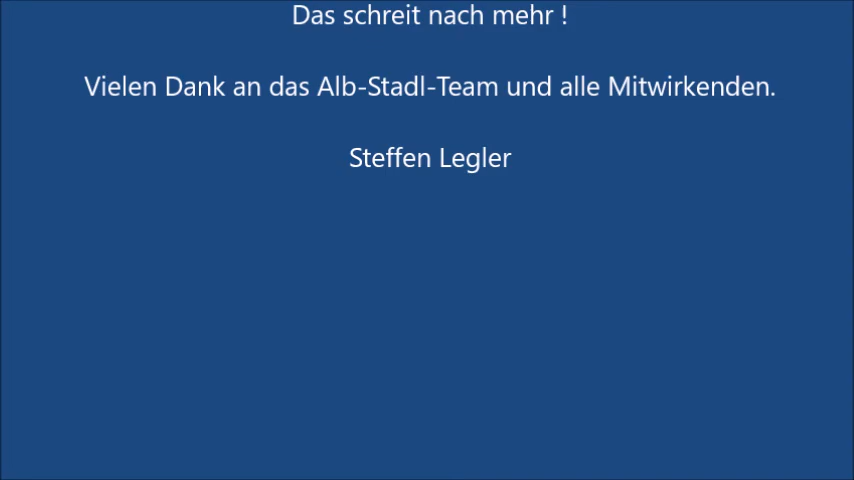 Das schreit nach mehr !
Vielen Dank an das Alb-Stadl-Team und alle Mitwirkenden.
Steffen Legler